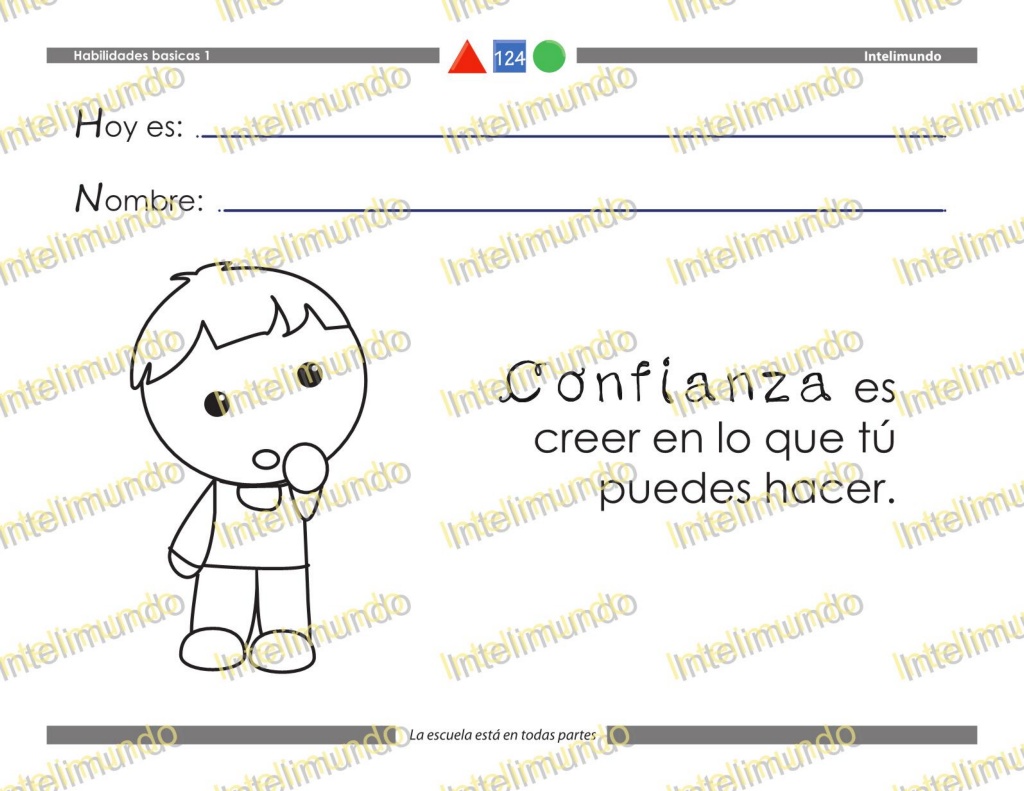 Habilidades basicas 1
124
Intelimundo
Hoy es:
Nombre:
Confianza es
creer en lo que tú
puedes hacer.
La escuela está en todas partes
Intelimundo